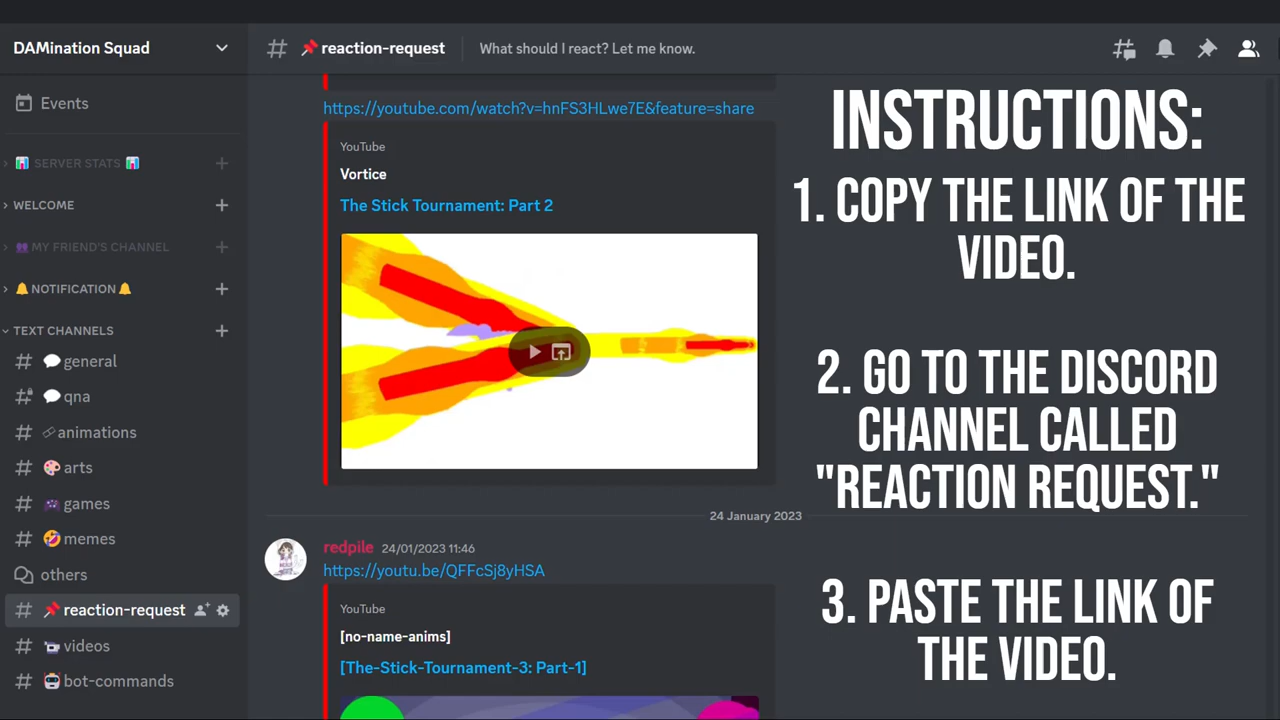 DAMination Squad
Events
SERVER STATS
WELCOME
MY FRIEND'S CHANNEL
NOTIFICATION
TEXT CHANNELS
general
qna
animations
arts
games
memes
others
reaction-request
videos
bot-commands
reaction-request
What should I react? Let me know.
https://youtube.com/watch?v=hnFS3HLwe7E&feature=share
YouTube
Vortice
The Stick Tournament: Part 2
24 January 2023
redpile 24/01/2023 11:46
https://youtu.be/QFFcSj8yHSA
YouTube
[no-name-anims]
[The-Stick-Tournament-3: Part-1]
INSTRUCTIONS:
1. COPY THE LINK OF THE
VIDEO.
2. GO TO THE DISCORD
CHANNEL CALLED
"REACTION REQUEST."
3. PASTE THE LINK OF
THE VIDEO.